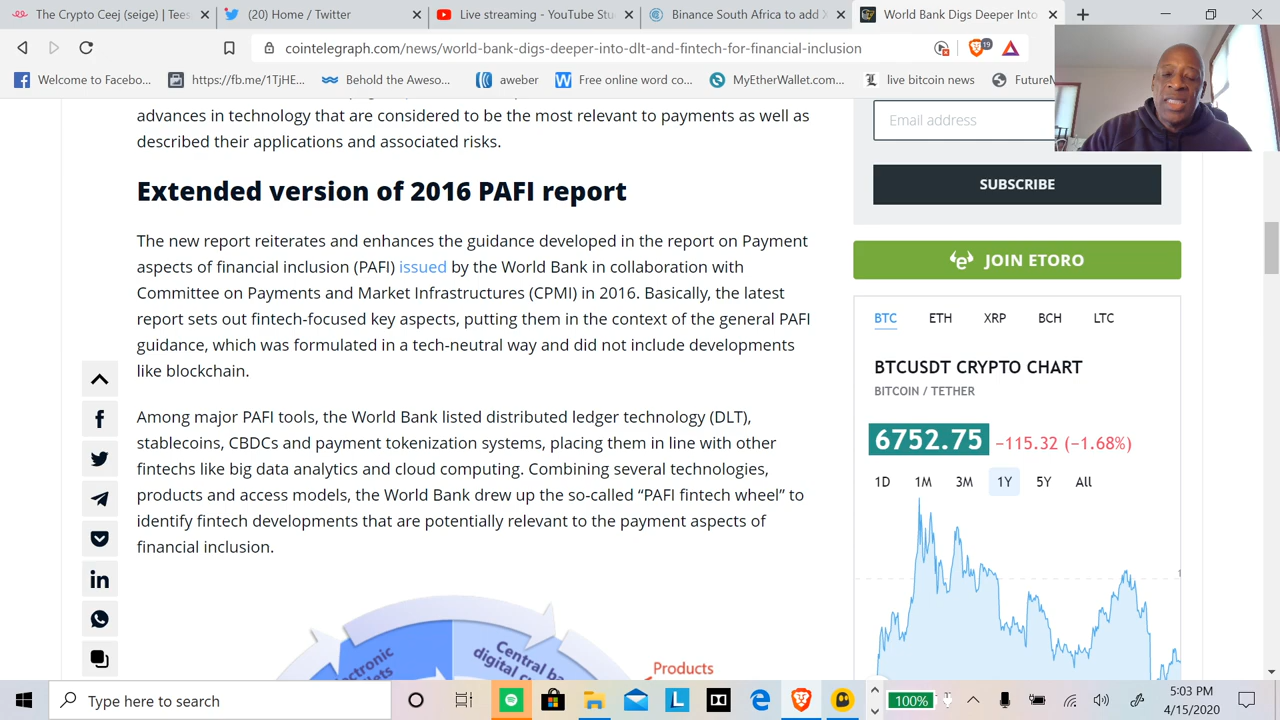 The Crypto Ceej (seigel) Tues
(20) Home / Twitter
Live streaming - YouTube St
Binance South Africa to add X
World Bank Digs Deeper Into
cointelegraph.com/news/world-bank-digs-deeper-into-dlt-and-fintech-for-financial-inclusion
19
Welcome to Facebo...
https://fb.me/1TjHE...
Behold the Aweso...
aweber
Free online word co...
MyEtherWallet.com...
live bitcoin news
FutureN
advances in technology that are considered to be the most relevant to payments as well as
described their applications and associated risks.
Extended version of 2016 PAFI report
The new report reiterates and enhances the guidance developed in the report on Payment
aspects of financial inclusion (PAFI) issued by the World Bank in collaboration with
Committee on Payments and Market Infrastructures (CPMI) in 2016. Basically, the latest
report sets out fintech-focused key aspects, putting them in the context of the general PAFI
guidance, which was formulated in a tech-neutral way and did not include developments
like blockchain.
Among major PAFI tools, the World Bank listed distributed ledger technology (DLT),
stablecoins, CBDCs and payment tokenization systems, placing them in line with other
fintechs like big data analytics and cloud computing. Combining several technologies,
products and access models, the World Bank drew up the so-called “PAFI fintech wheel” to
identify fintech developments that are potentially relevant to the payment aspects of
financial inclusion.
Central ba
digital cu
Products
Email address
SUBSCRIBE
JOIN ETORO
BTC ETH XRP BCH LTC
BTCUSDT CRYPTO CHART
BITCOIN / TETHER
6752.75 −115.32 (−1.68%)
1D 1M 3M 1Y 5Y All
Type here to search
100%
5:03 PM
4/15/2020